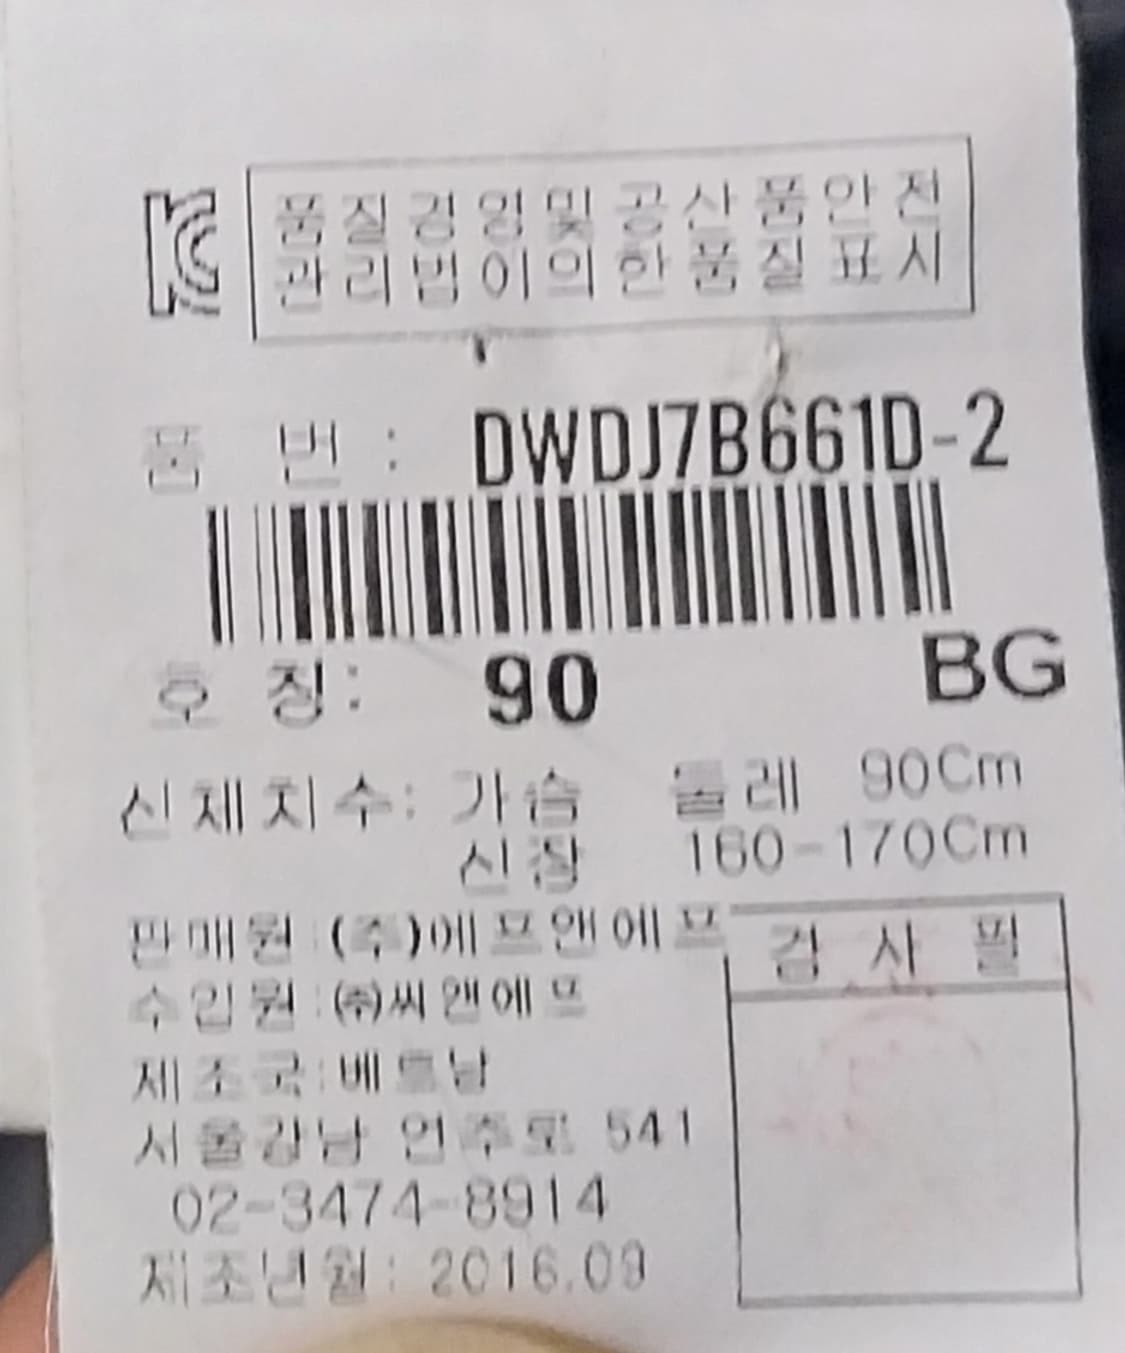 품질경영및공산품안전
관리법이의한품질표시
품 번 : DWDJ7B661D-2
호 칭: 90 BG
신체치수: 가슴 둘레 90Cm
신장 160-170Cm
판매원:(주)에프앤에프
검 사 필
수입원:(주)씨앤에프
제조국:베트남
서울강남 언주로 541
02-3474-8914
제조년월: 2016.09